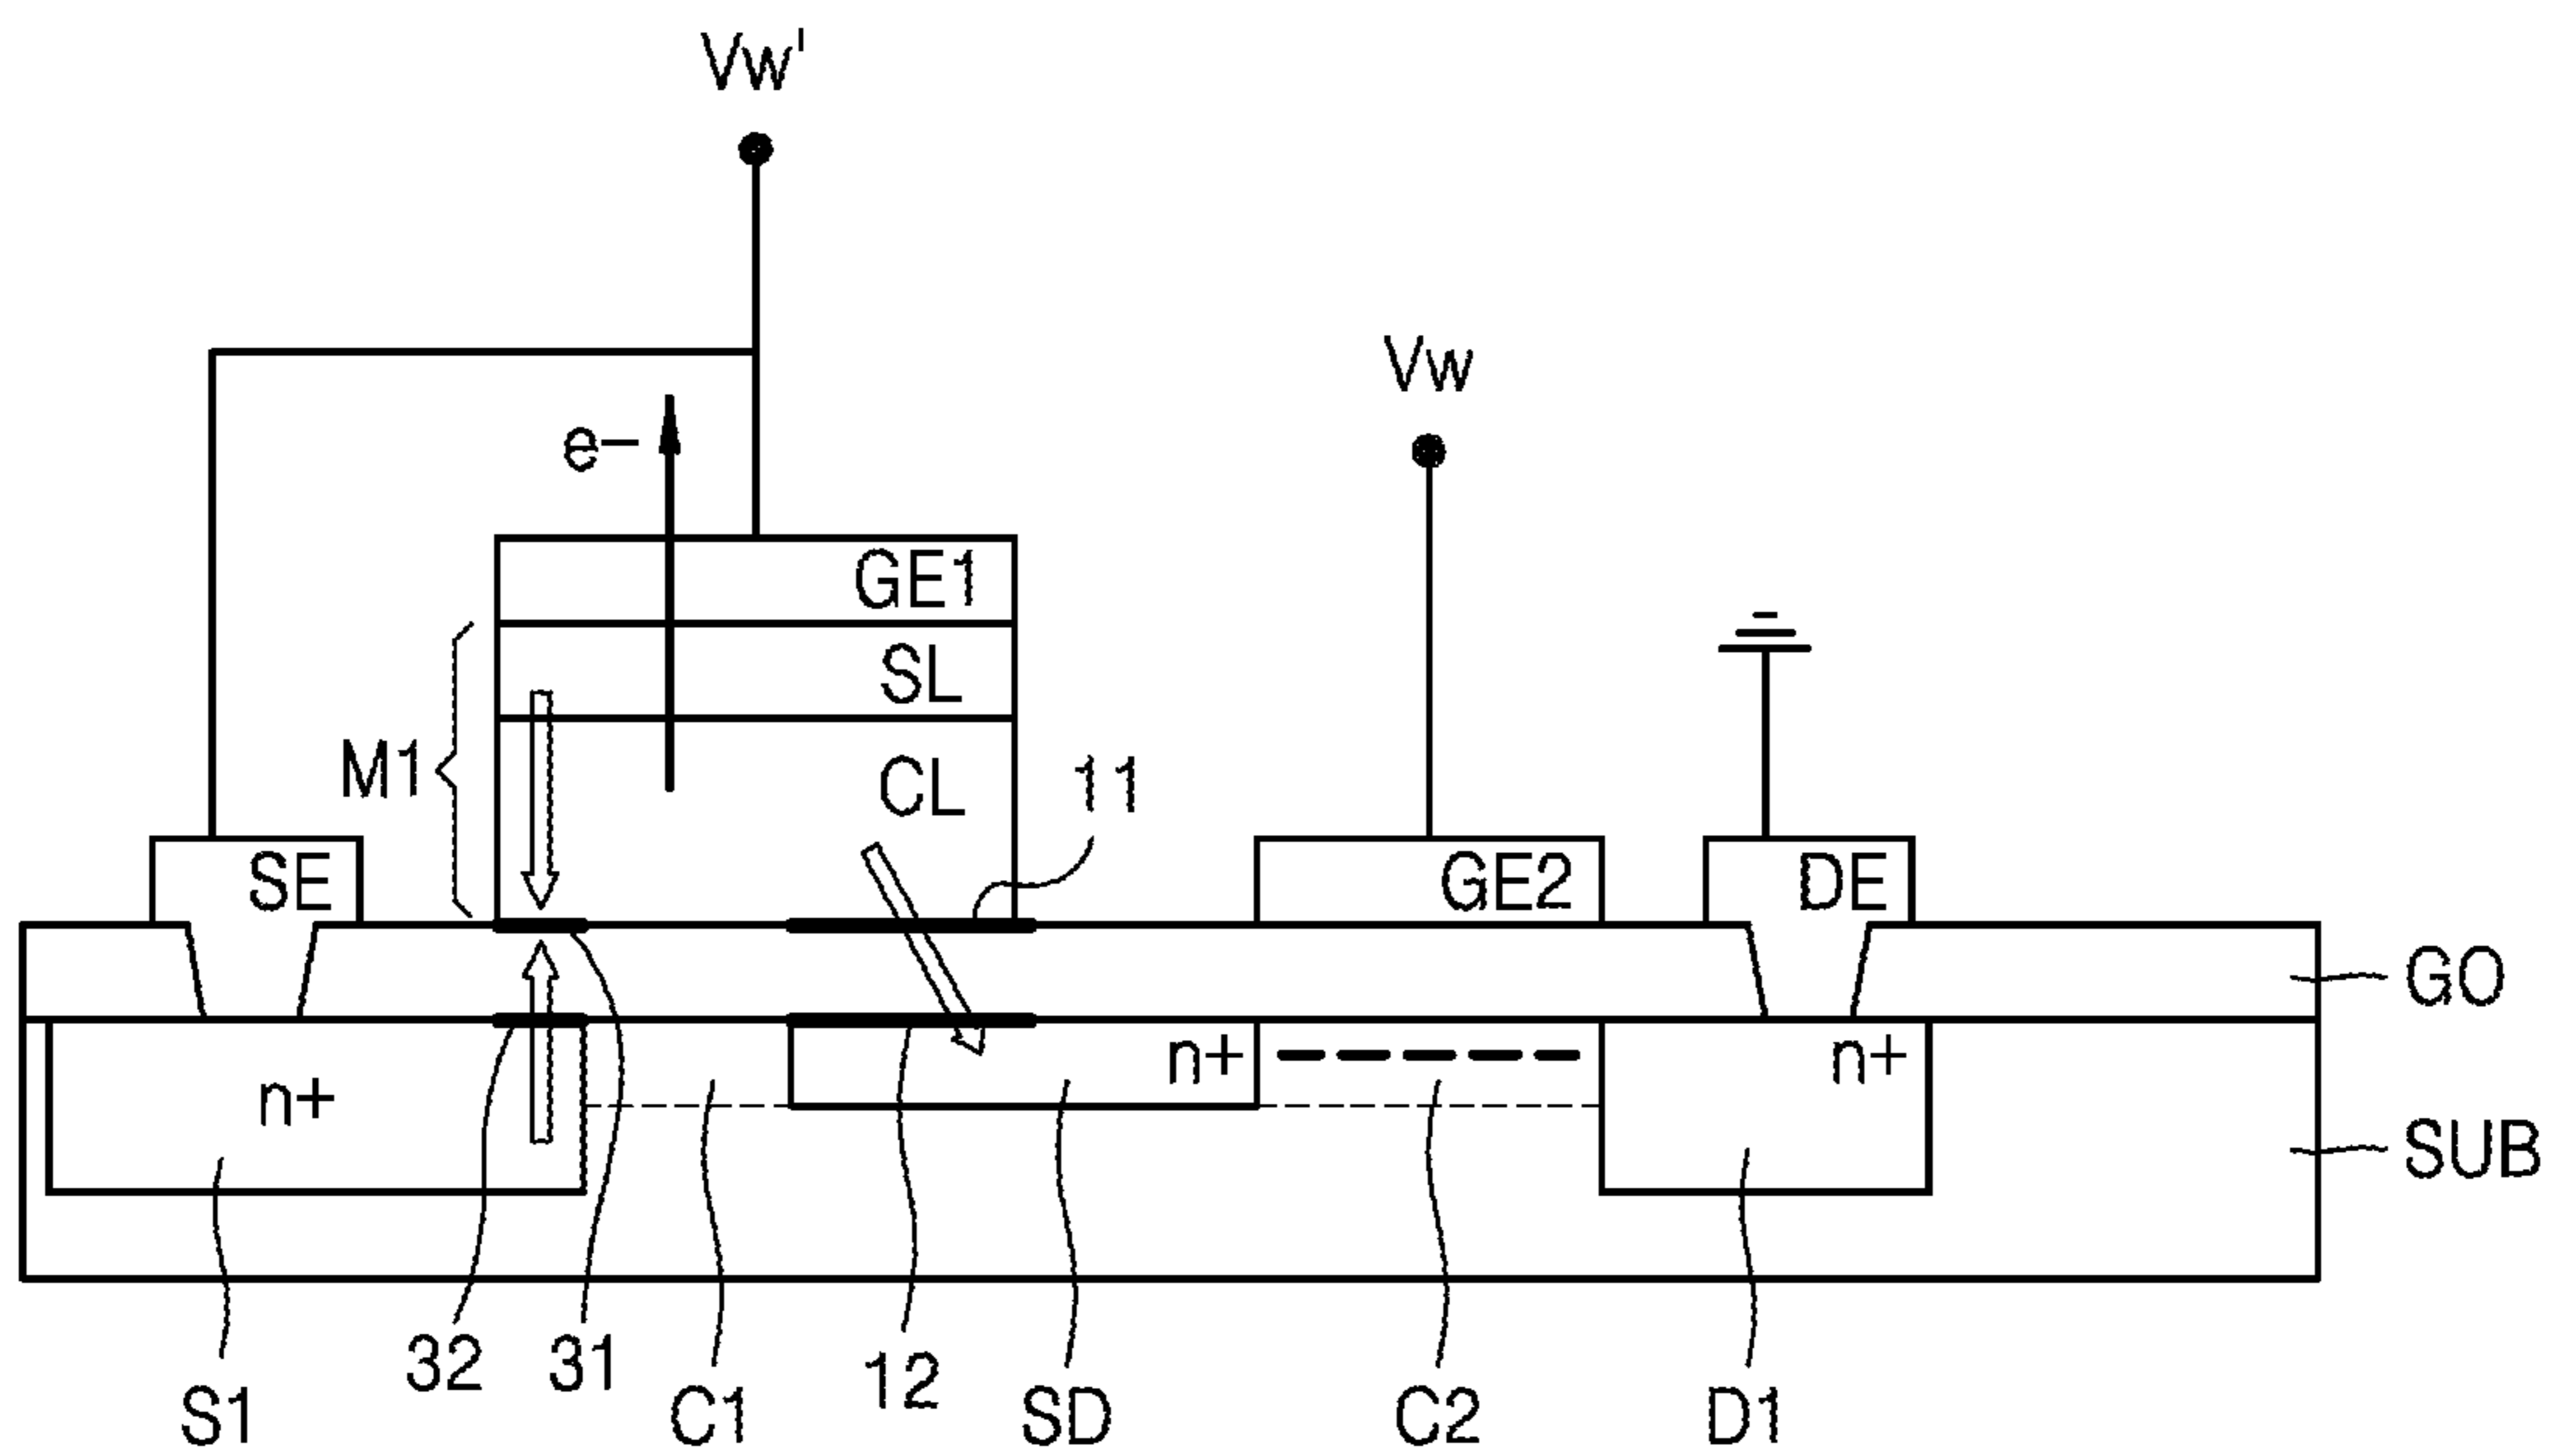 Vw'
Vw
e−
GE1
SL
M1
CL
11
SE
GE2
DE
GO
n+
n+
n+
SUB
32
31
12
S1
C1
SD
C2
D1